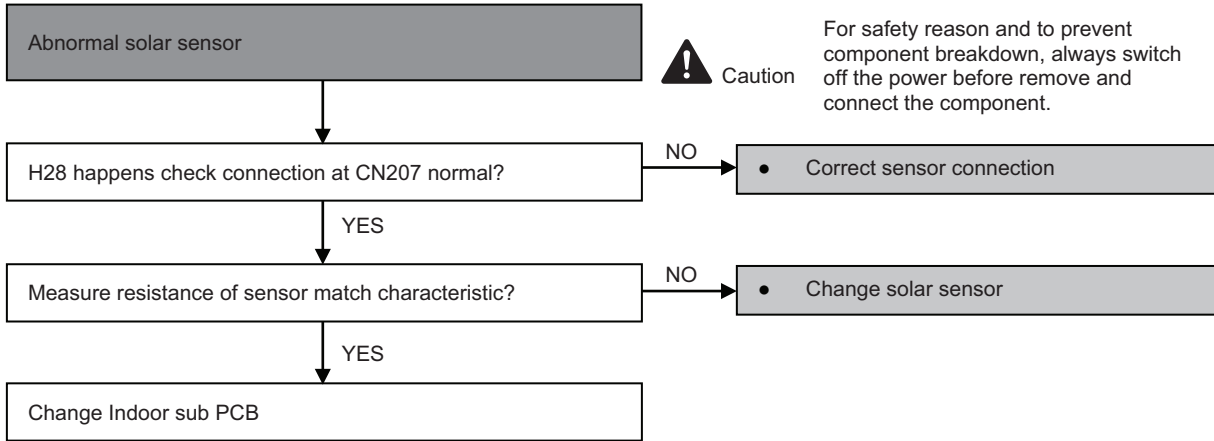 Abnormal solar sensor
Caution
For safety reason and to prevent
component breakdown, always switch
off the power before remove and
connect the component.
H28 happens check connection at CN207 normal?
NO
● Correct sensor connection
YES
Measure resistance of sensor match characteristic?
NO
● Change solar sensor
YES
Change Indoor sub PCB